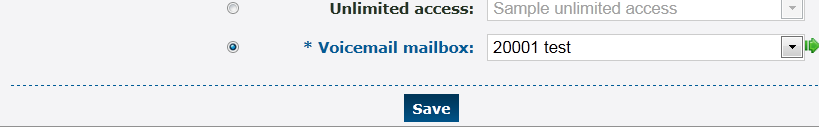 Unlimited access: Sample unlimited access
* Voicemail mailbox: 20001 test
Save